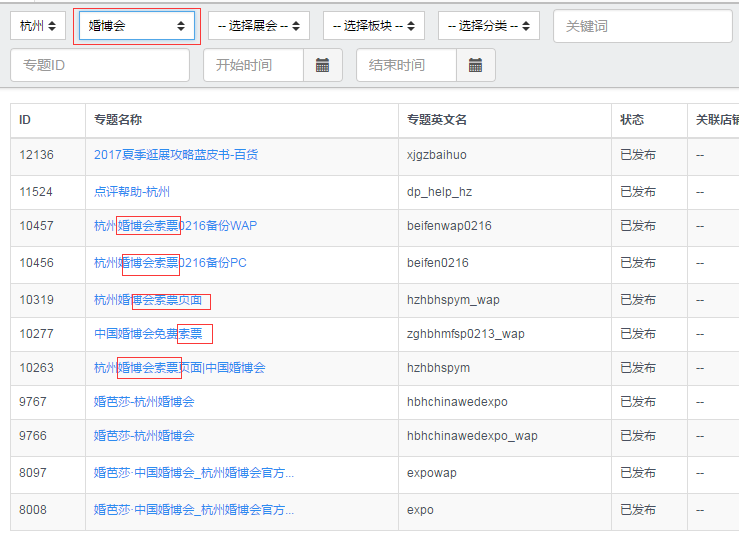 杭州 婚博会 -- 选择展会 -- -- 选择板块 -- -- 选择分类 -- 关键词
专题ID 开始时间 结束时间
ID 专题名称 专题英文名 状态 关联店铺
12136 2017夏季逛展攻略蓝皮书-百货 xjgzbaihuo 已发布 --
11524 点评帮助-杭州 dp_help_hz 已发布 --
10457 杭州婚博会索票0216备份WAP beifenwap0216 已发布 --
10456 杭州婚博会索票0216备份PC beifen0216 已发布 --
10319 杭州婚博会索票页面 hzhbhspym_wap 已发布 --
10277 中国婚博会免费索票 zghbhmfsp0213_wap 已发布 --
10263 杭州婚博会索票页面|中国婚博会 hzhbhspym 已发布 --
9767 婚芭莎-杭州婚博会 hbhchinawedexpo 已发布 --
9766 婚芭莎-杭州婚博会 hbhchinawedexpo_wap 已发布 --
8097 婚芭莎·中国婚博会_杭州婚博会官方... expowap 已发布 --
8008 婚芭莎·中国婚博会_杭州婚博会官方... expo 已发布 --